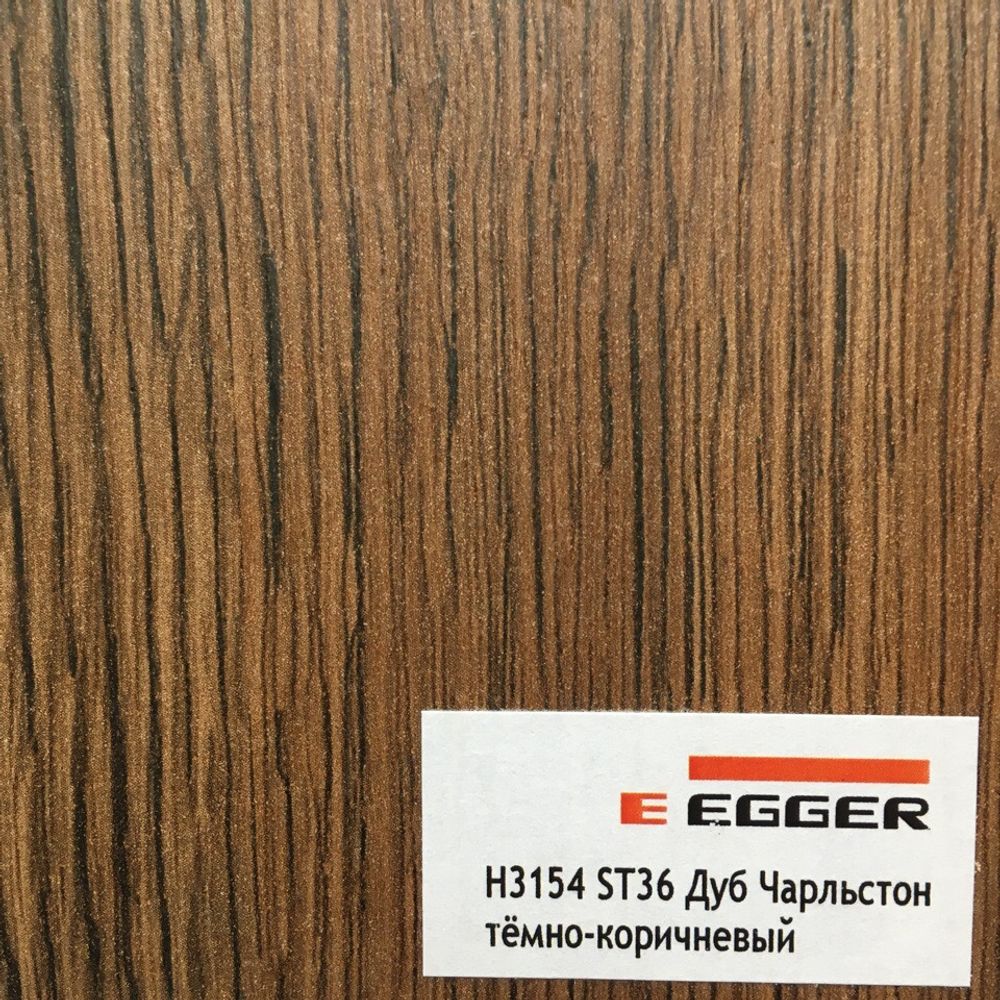 E EGGER
H3154 ST36 Дуб Чарльстон
тёмно-коричневый